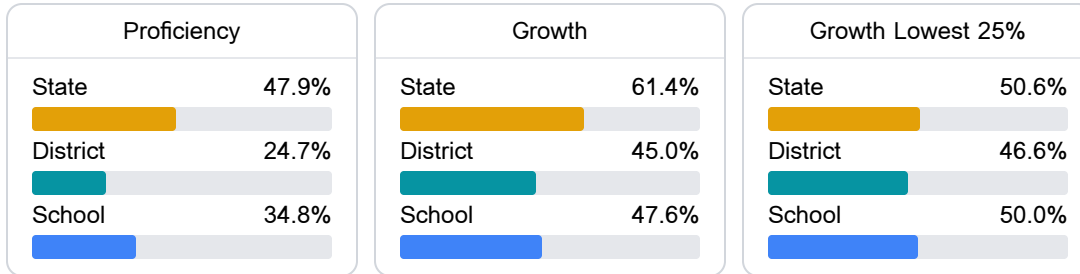 Proficiency
State 47.9%
District 24.7%
School 34.8%
Growth
State 61.4%
District 45.0%
School 47.6%
Growth Lowest 25%
State 50.6%
District 46.6%
School 50.0%